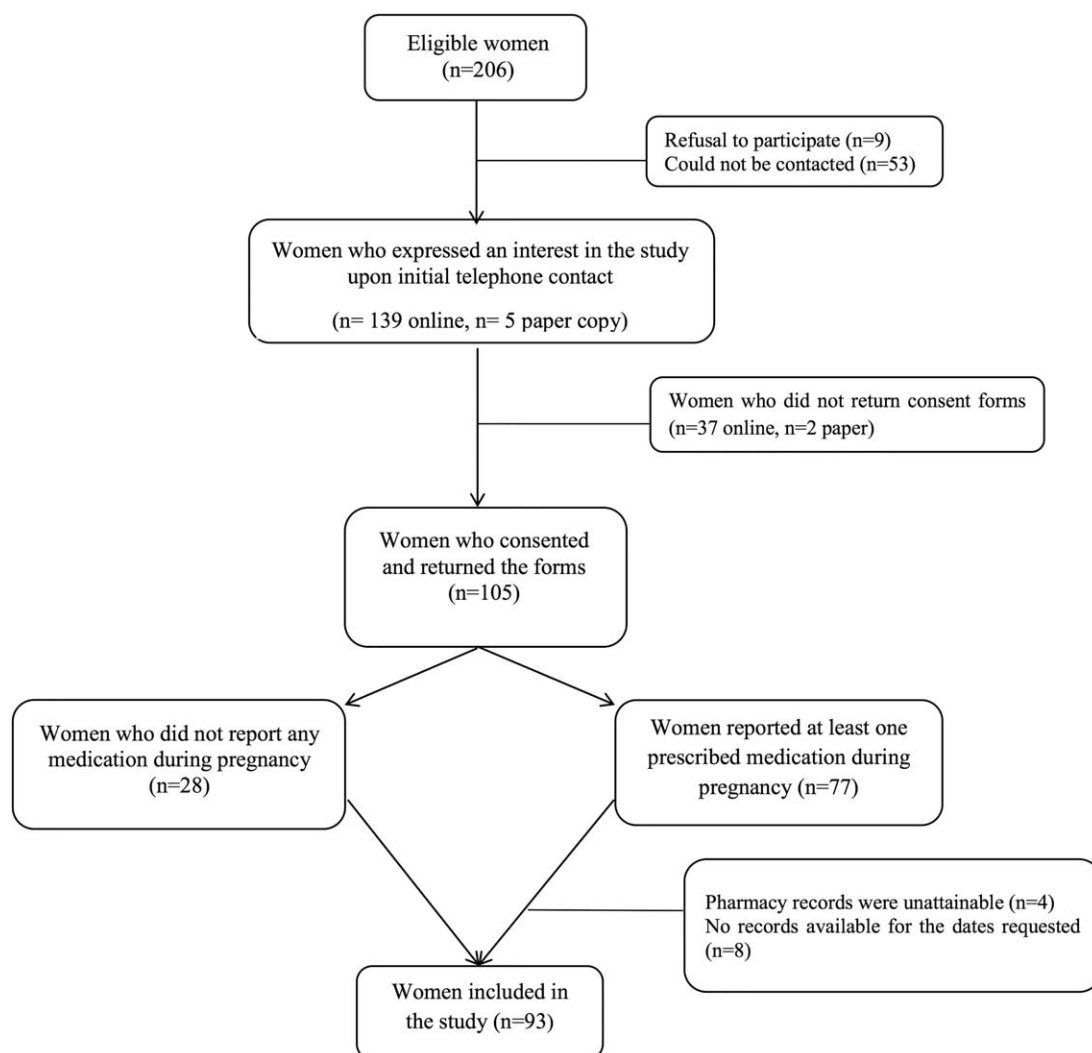 Eligible women
(n=206)
Refusal to participate (n=9)
Could not be contacted (n=53)
Women who expressed an interest in the study
upon initial telephone contact
(n= 139 online, n= 5 paper copy)
Women who did not return consent forms
(n=37 online, n=2 paper)
Women who consented
and returned the forms
(n=105)
Women who did not report any
medication during pregnancy
(n=28)
Women reported at least one
prescribed medication during
pregnancy (n=77)
Pharmacy records were unattainable (n=4)
No records available for the dates requested
(n=8)
Women included in
the study (n=93)